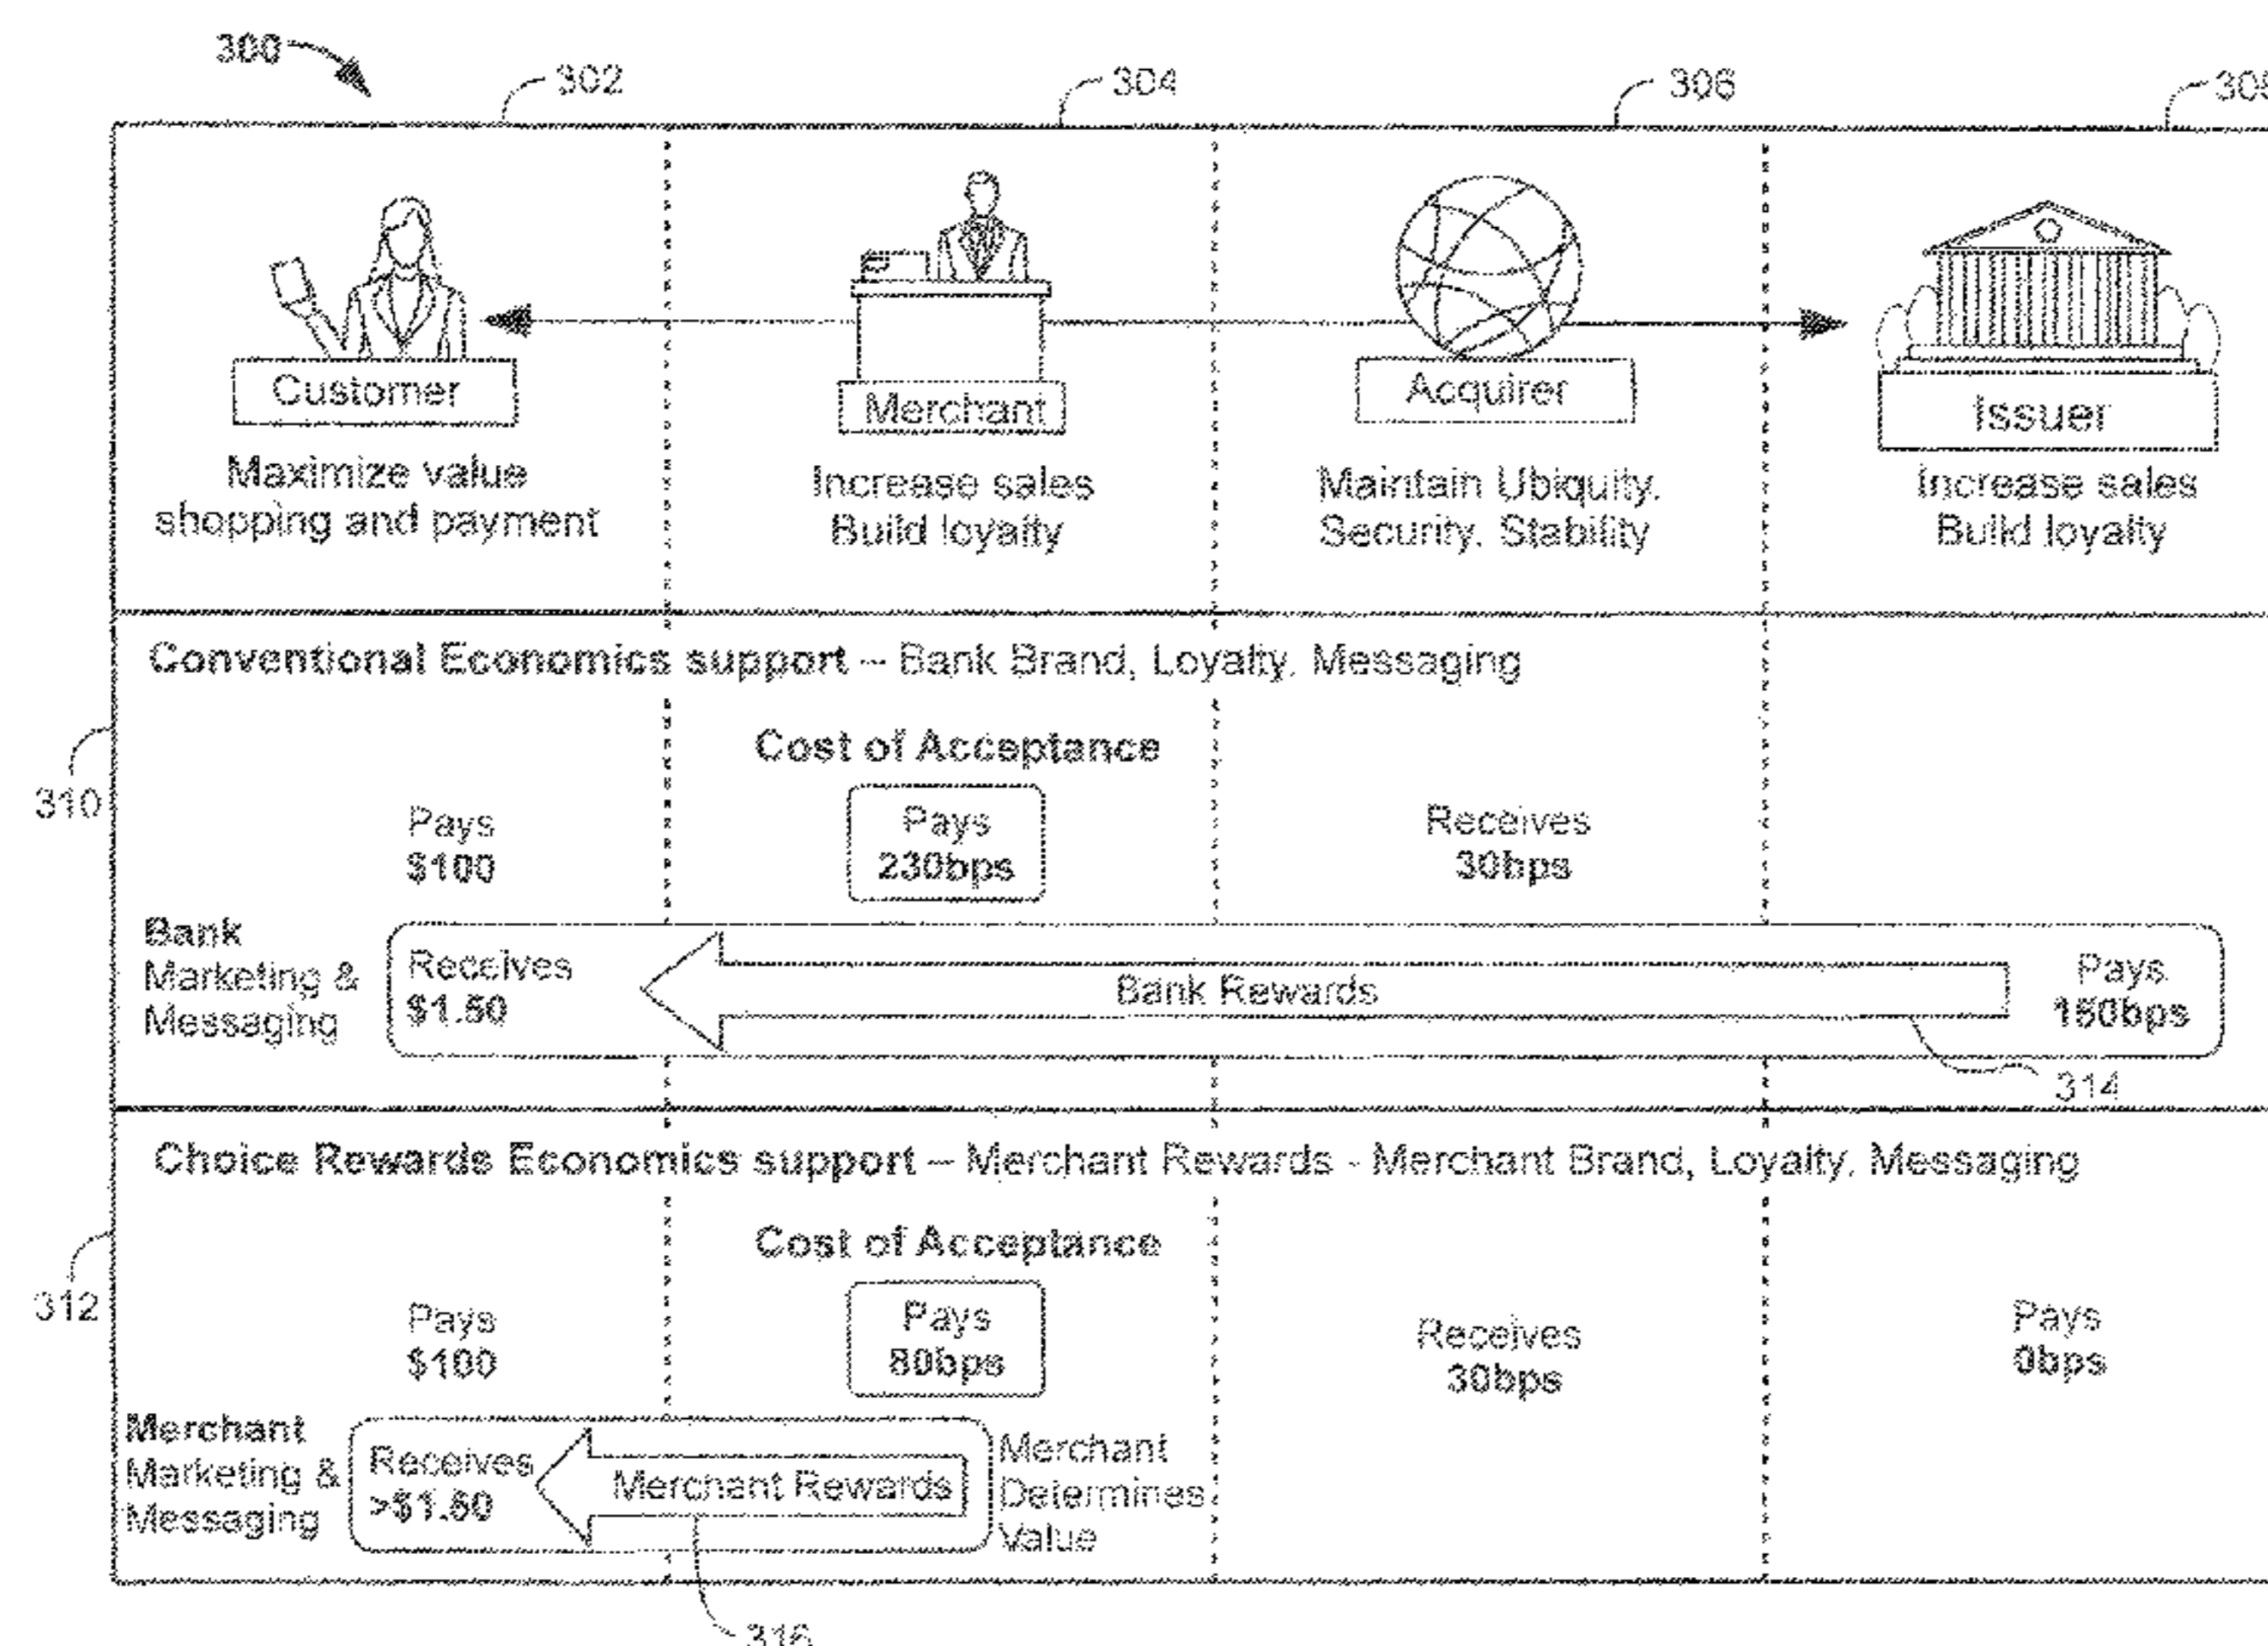 300
302
304
306
Customer
Merchant
Acquirer
Issuer
Maximize value
shopping and payment
Increase sales
Build loyalty
Maintain Ubiquity,
Security, Stability
Increase sales
Build loyalty
310
Conventional Economics support – Bank Brand, Loyalty, Messaging
Cost of Acceptance
Pays
$100
Pays
230bps
Receives
30bps
Bank
Marketing &
Messaging
Receives
$1.50
Bank Rewards
Pays
150bps
314
312
Choice Rewards Economics support – Merchant Rewards - Merchant Brand, Loyalty, Messaging
Cost of Acceptance
Pays
$100
Pays
80bps
Receives
30bps
Pays
0bps
Merchant
Marketing &
Messaging
Receives
>$1.50
Merchant Rewards
Merchant
Determines
Value
316